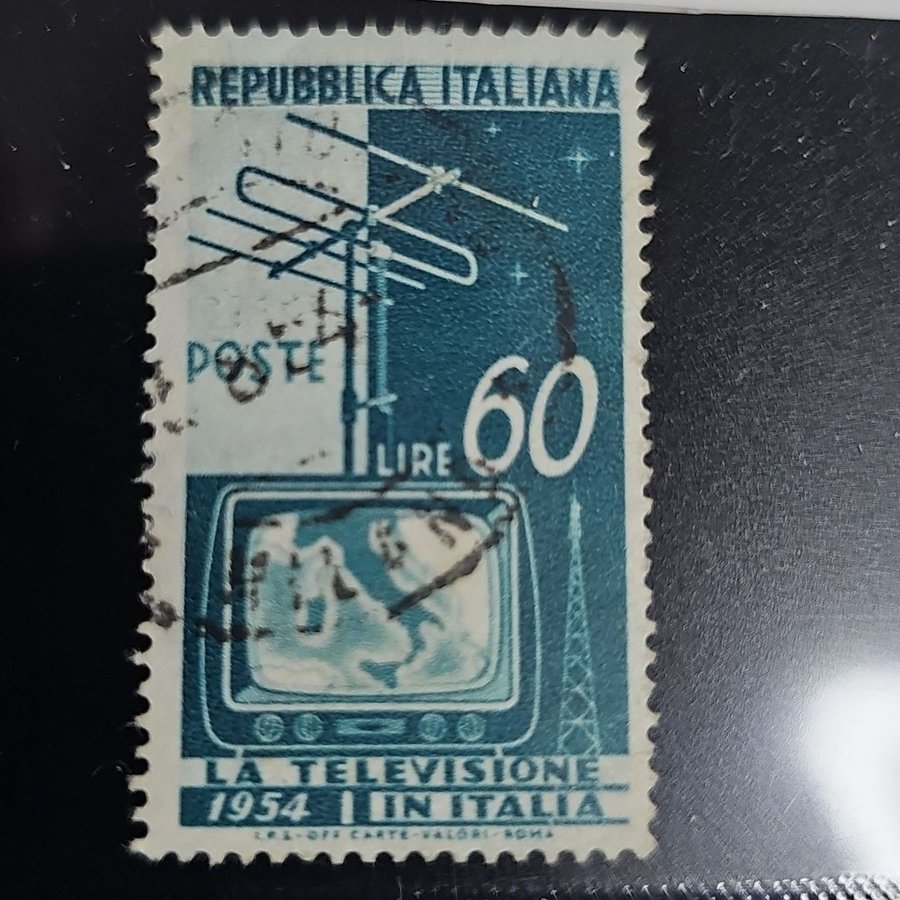 REPUBBLICA ITALIANA
POSTE
LIRE 60
LA TELEVISIONE
1954 IN ITALIA
I.P.S.-OFF. CARTE-VALORI-ROMA